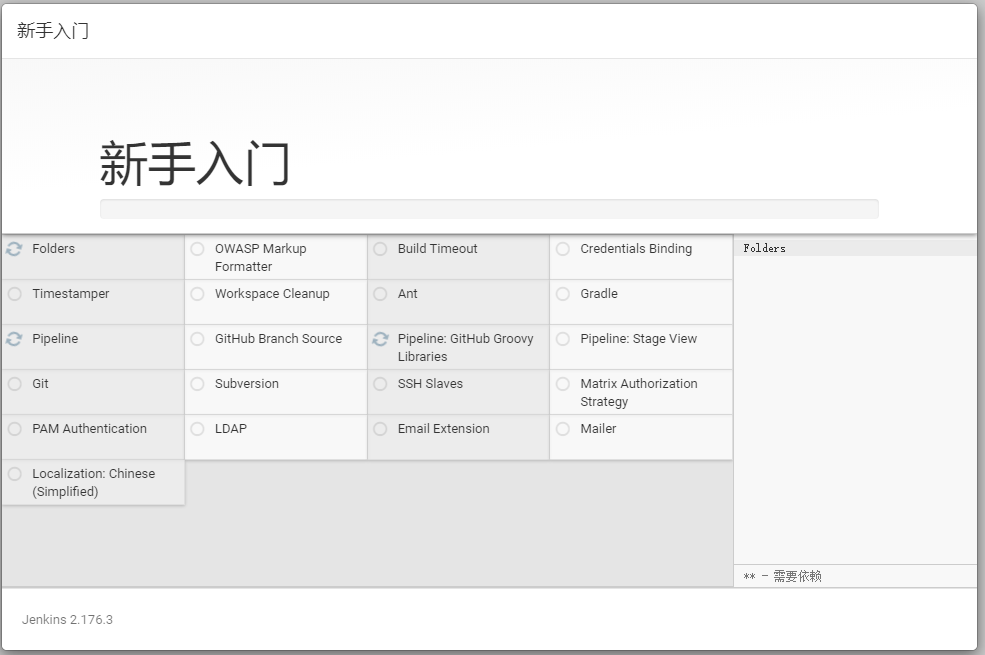 新手入门
新手入门
Folders
OWASP Markup
Formatter
Build Timeout
Credentials Binding
Timestamper
Workspace Cleanup
Ant
Gradle
Pipeline
GitHub Branch Source
Pipeline: GitHub Groovy
Libraries
Pipeline: Stage View
Git
Subversion
SSH Slaves
Matrix Authorization
Strategy
PAM Authentication
LDAP
Email Extension
Mailer
Localization: Chinese
(Simplified)
Folders
** - 需要依赖
Jenkins 2.176.3